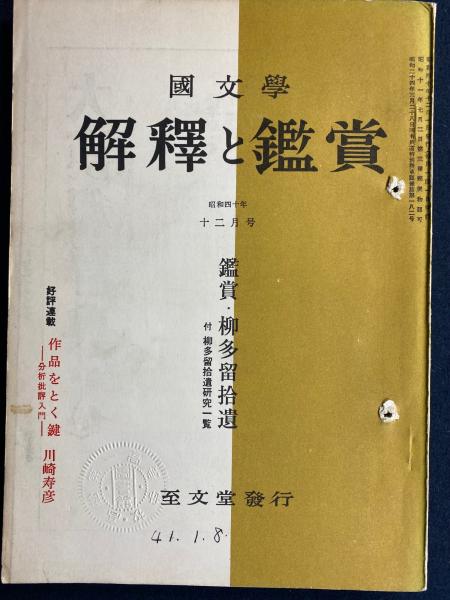 國文學
解釋と鑑賞
昭和四十年
十二月号
鑑賞・柳多留拾遺
付 柳多留拾遺研究一覧
好評連載
作品をとく鍵 川崎寿彦
―分析批評入門―
至文堂發行
41.1.8.